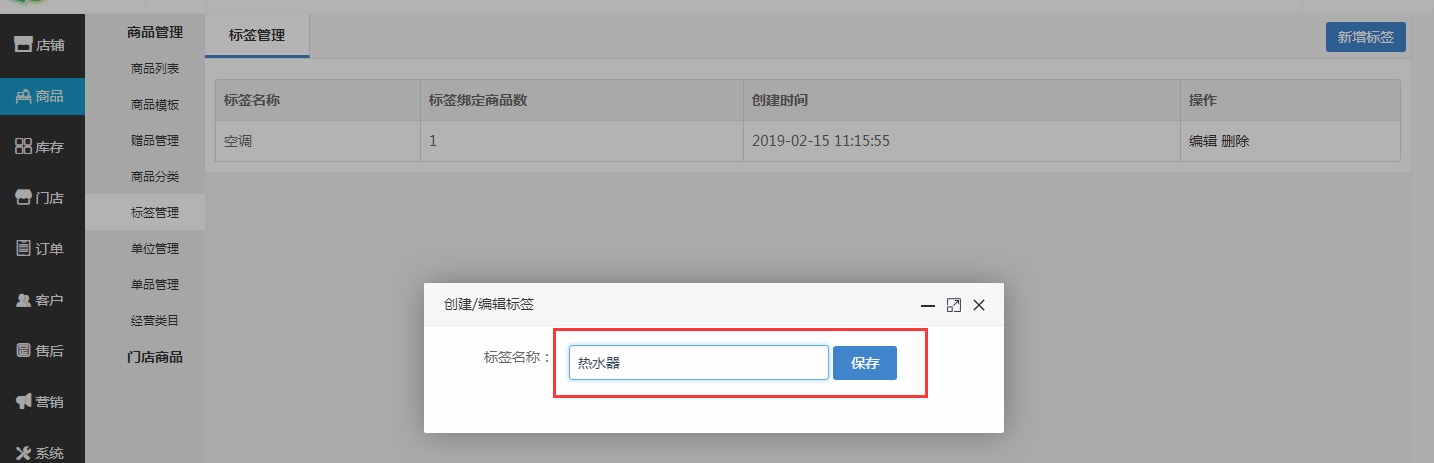 店铺
商品
库存
门店
订单
客户
售后
营销
系统
商品管理
商品列表
商品模板
赠品管理
商品分类
标签管理
单位管理
单品管理
经营类目
门店商品
标签管理
新增标签
标签名称 标签绑定商品数 创建时间 操作
空调 1 2019-02-15 11:15:55 编辑 删除
创建/编辑标签
标签名称： 热水器 保存